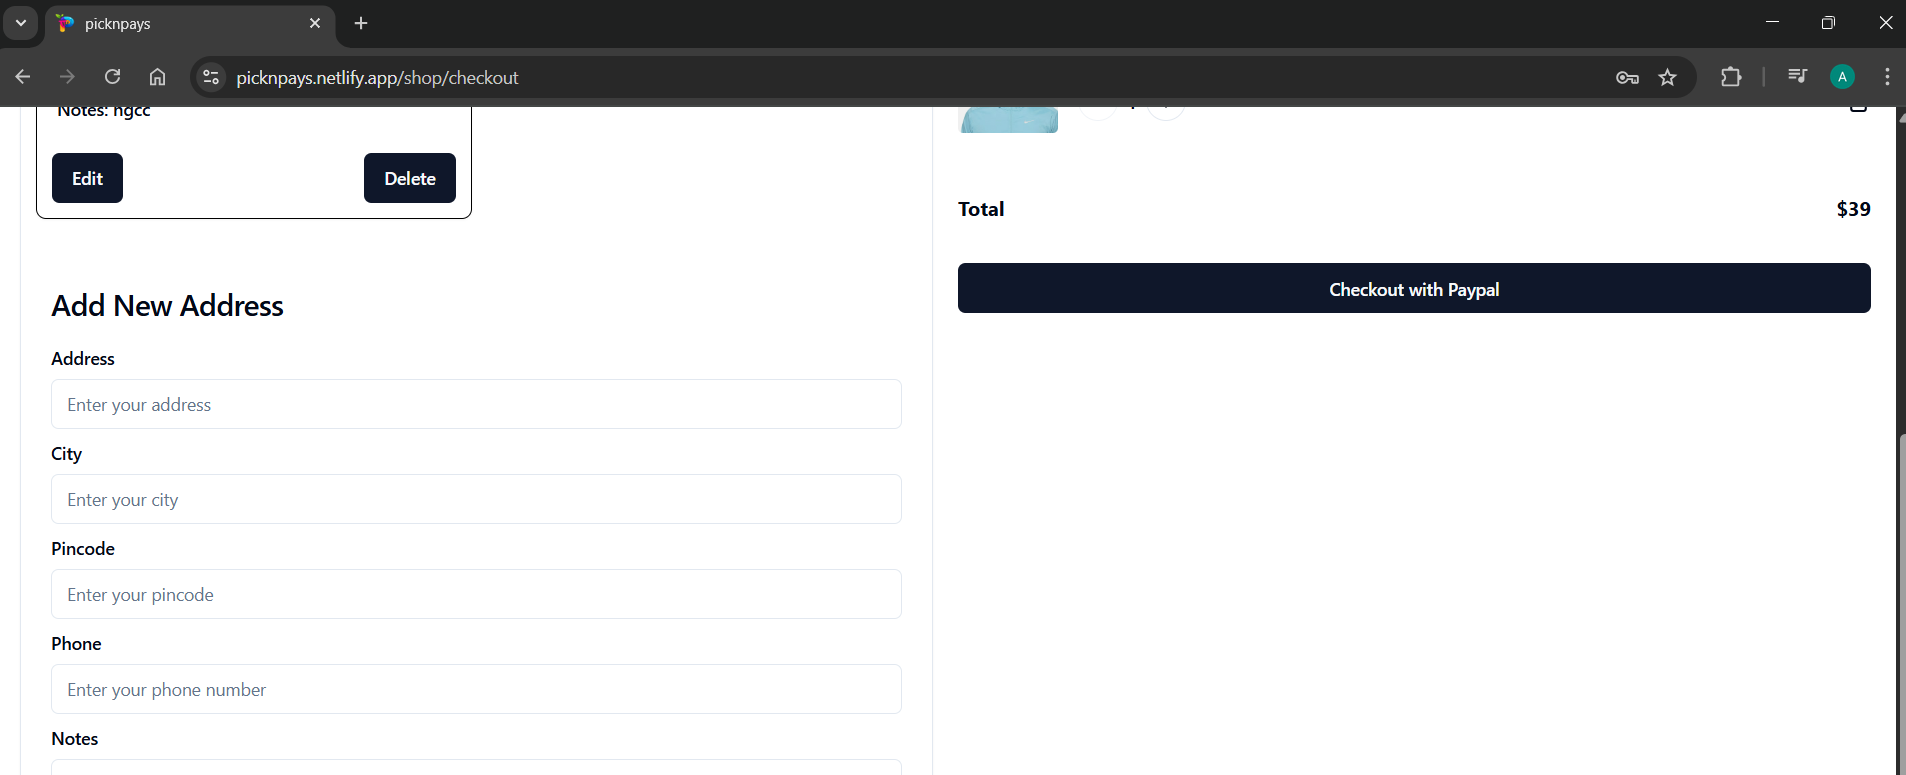 picknpays
picknpays.netlify.app/shop/checkout
A
Notes: ngcc
Edit
Delete
Add New Address
Address
Enter your address
City
Enter your city
Pincode
Enter your pincode
Phone
Enter your phone number
Notes
Total
$39
Checkout with Paypal